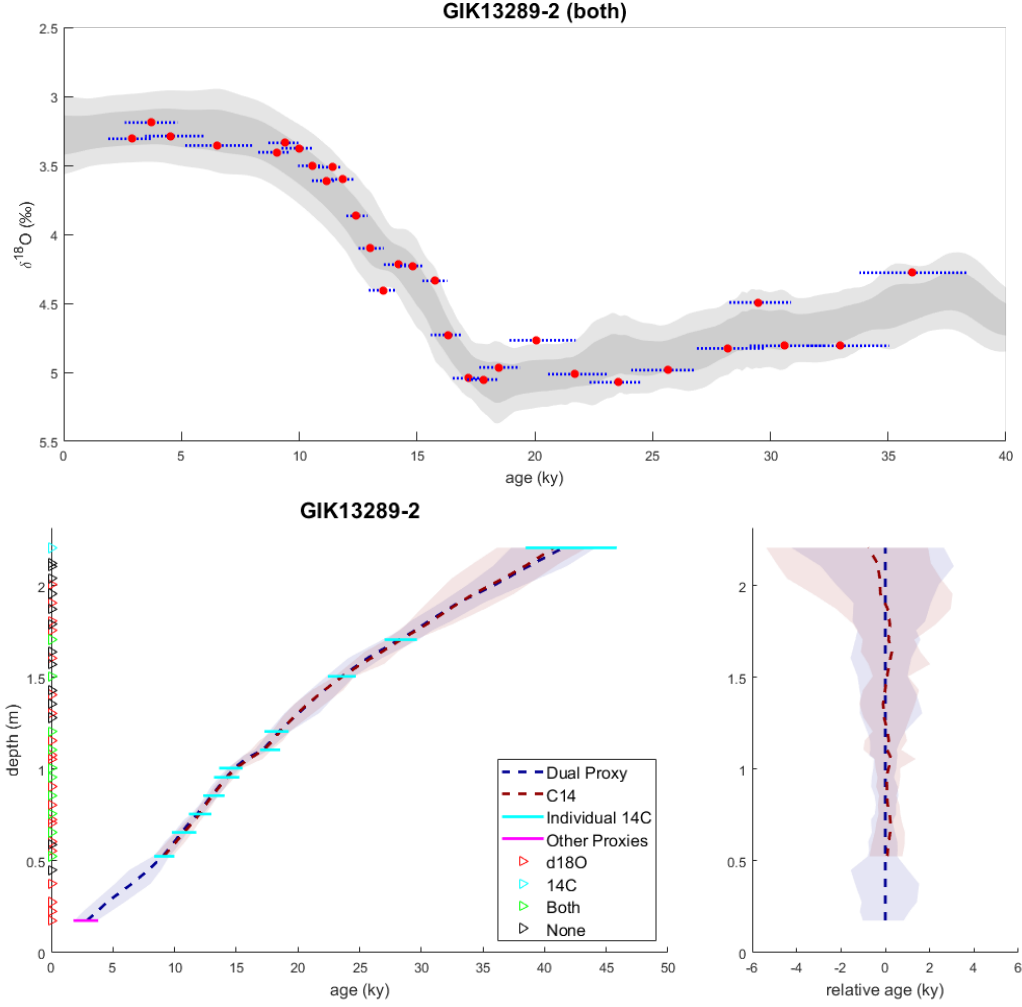 GIK13289-2 (both)
2.5
3
3.5
4
4.5
5
5.5
δ18O (‰)
0 5 10 15 20 25 30 35 40
age (ky)
GIK13289-2
2
1.5
1
0.5
0
depth (m)
0 5 10 15 20 25 30 35 40 45 50
age (ky)
Dual Proxy
C14
Individual 14C
Other Proxies
d18O
14C
Both
None
2
1.5
1
0.5
0
-6 -4 -2 0 2 4 6
relative age (ky)